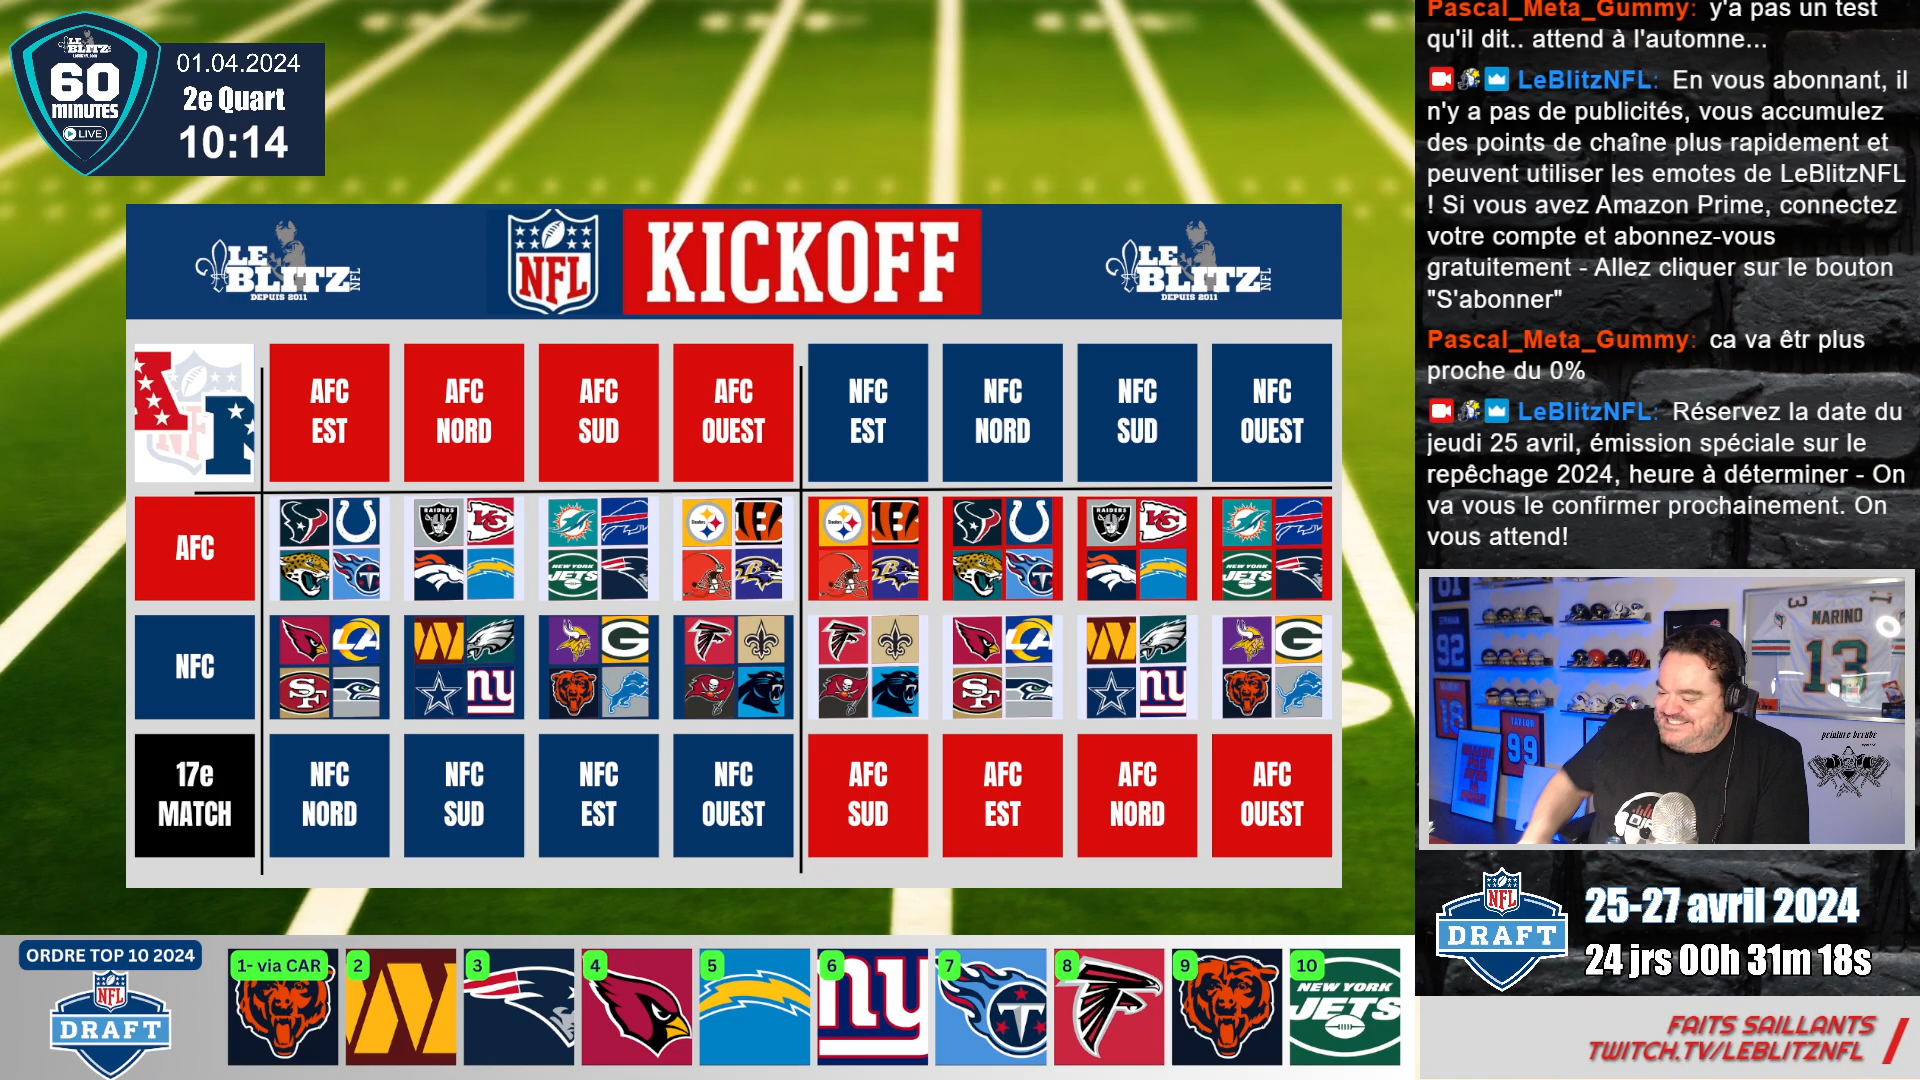 LE
BLITZ
60
MINUTES
LIVE
01.04.2024
2e Quart
10:14
LE
BLITZ NFL
DEPUIS 2011
NFL
KICKOFF
LE
BLITZ NFL
DEPUIS 2011
AFC
EST
AFC
NORD
AFC
SUD
AFC
OUEST
NFC
EST
NFC
NORD
NFC
SUD
NFC
OUEST
AFC
NFC
17e
MATCH
NFC
NORD
NFC
SUD
NFC
EST
NFC
OUEST
AFC
SUD
AFC
EST
AFC
NORD
AFC
OUEST
ORDRE TOP 10 2024
NFL
DRAFT
1- via CAR
2
3
4
5
6
ny
7
8
9
10
NEW YORK
JETS
Pascal_Meta_Gummy: y'a pas un test
qu'il dit.. attend à l'automne...
LeBlitzNFL: En vous abonnant, il
n'y a pas de publicités, vous accumulez
des points de chaîne plus rapidement et
peuvent utiliser les emotes de LeBlitzNFL
! Si vous avez Amazon Prime, connectez
votre compte et abonnez-vous
gratuitement - Allez cliquer sur le bouton
"S'abonner"
Pascal_Meta_Gummy: ca va êtr plus
proche du 0%
LeBlitzNFL: Réservez la date du
jeudi 25 avril, émission spéciale sur le
repêchage 2024, heure à déterminer - On
va vous le confirmer prochainement. On
vous attend!
MARINO
13
92
18
TAYLOR
99
peinture berube
NFL
DRAFT
25-27 avril 2024
24 jrs 00h 31m 18s
FAITS SAILLANTS
TWITCH.TV/LEBLITZNFL